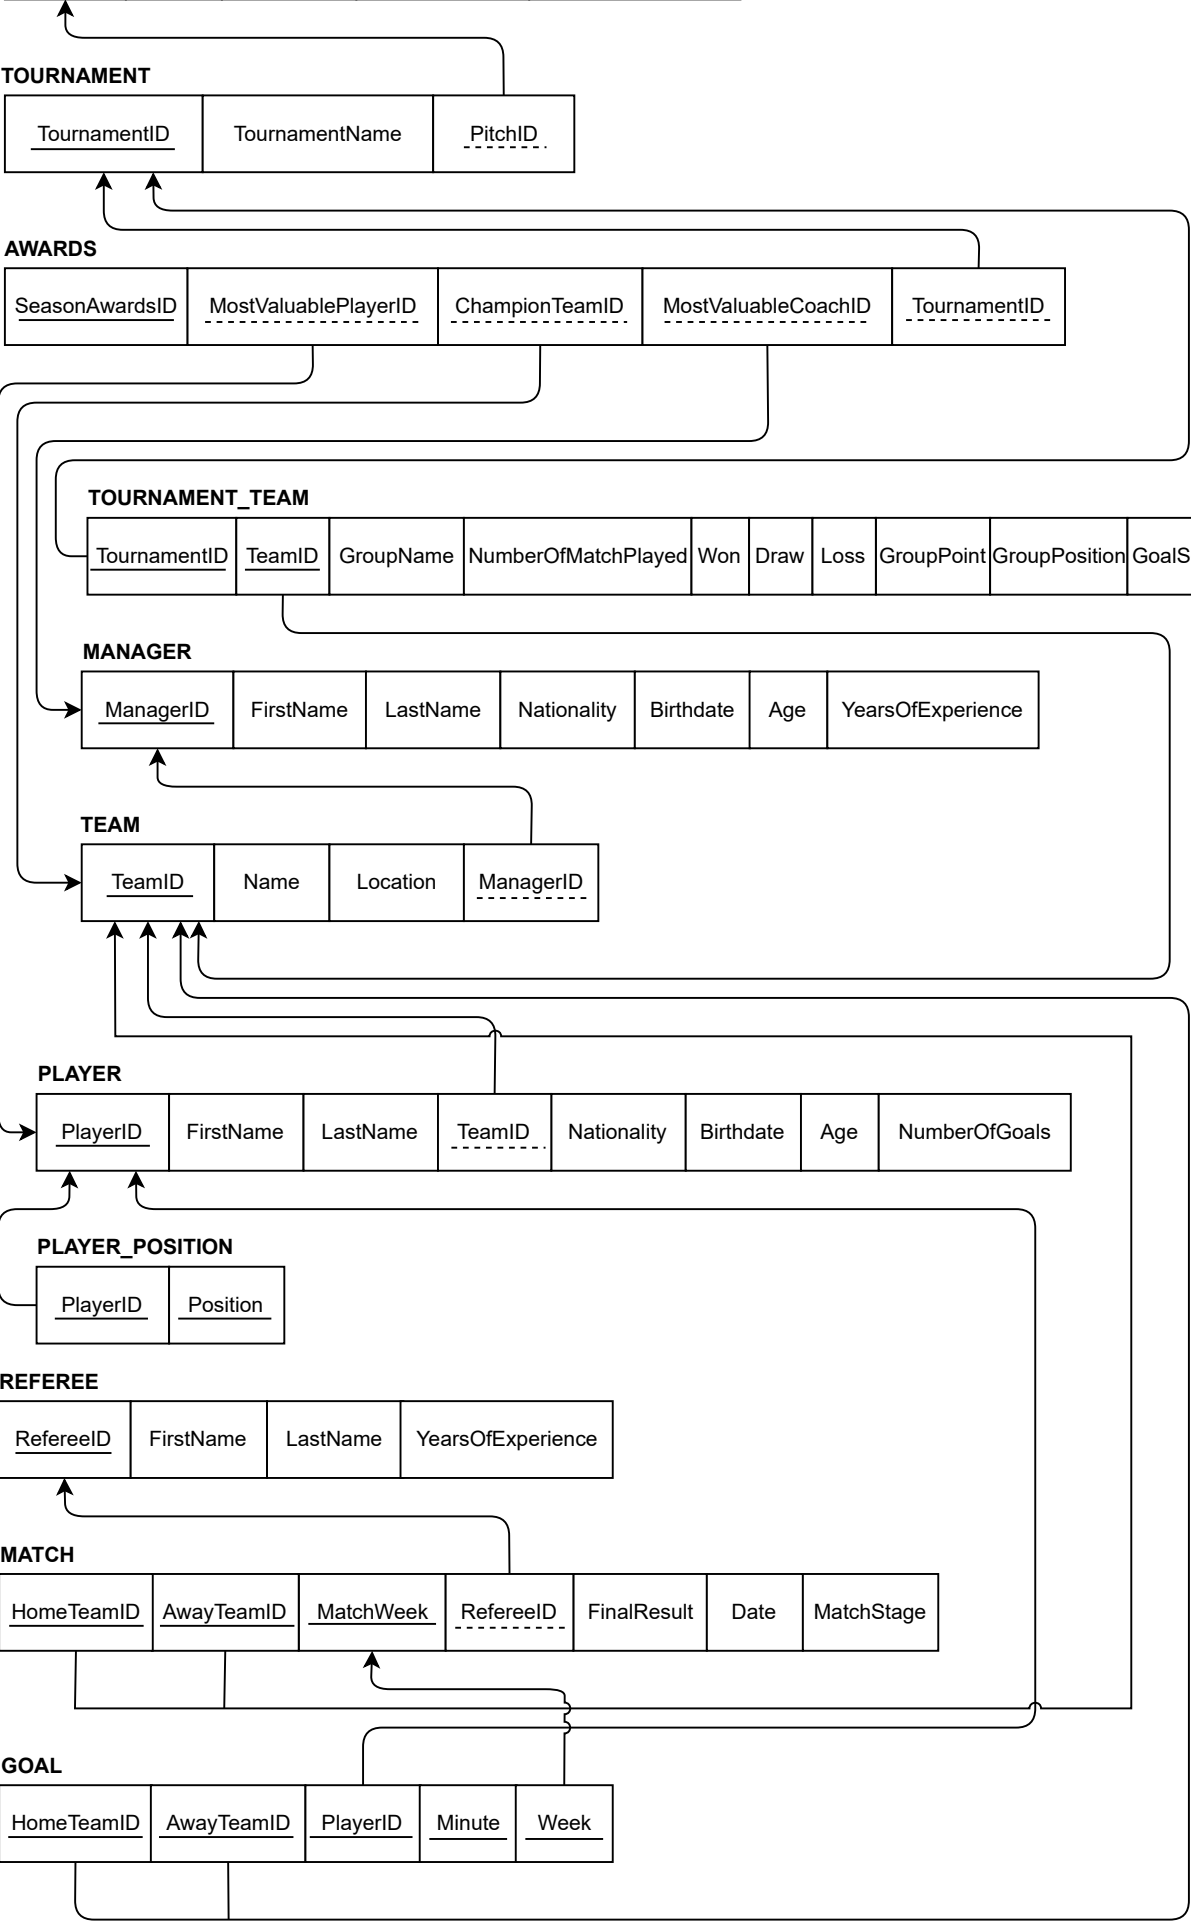 TOURNAMENT
TournamentID TournamentName PitchID
AWARDS
SeasonAwardsID MostValuablePlayerID ChampionTeamID MostValuableCoachID TournamentID
TOURNAMENT_TEAM
TournamentID TeamID GroupName NumberOfMatchPlayed Won Draw Loss GroupPoint GroupPosition GoalS
MANAGER
ManagerID FirstName LastName Nationality Birthdate Age YearsOfExperience
TEAM
TeamID Name Location ManagerID
PLAYER
PlayerID FirstName LastName TeamID Nationality Birthdate Age NumberOfGoals
PLAYER_POSITION
PlayerID Position
REFEREE
RefereeID FirstName LastName YearsOfExperience
MATCH
HomeTeamID AwayTeamID MatchWeek RefereeID FinalResult Date MatchStage
GOAL
HomeTeamID AwayTeamID PlayerID Minute Week